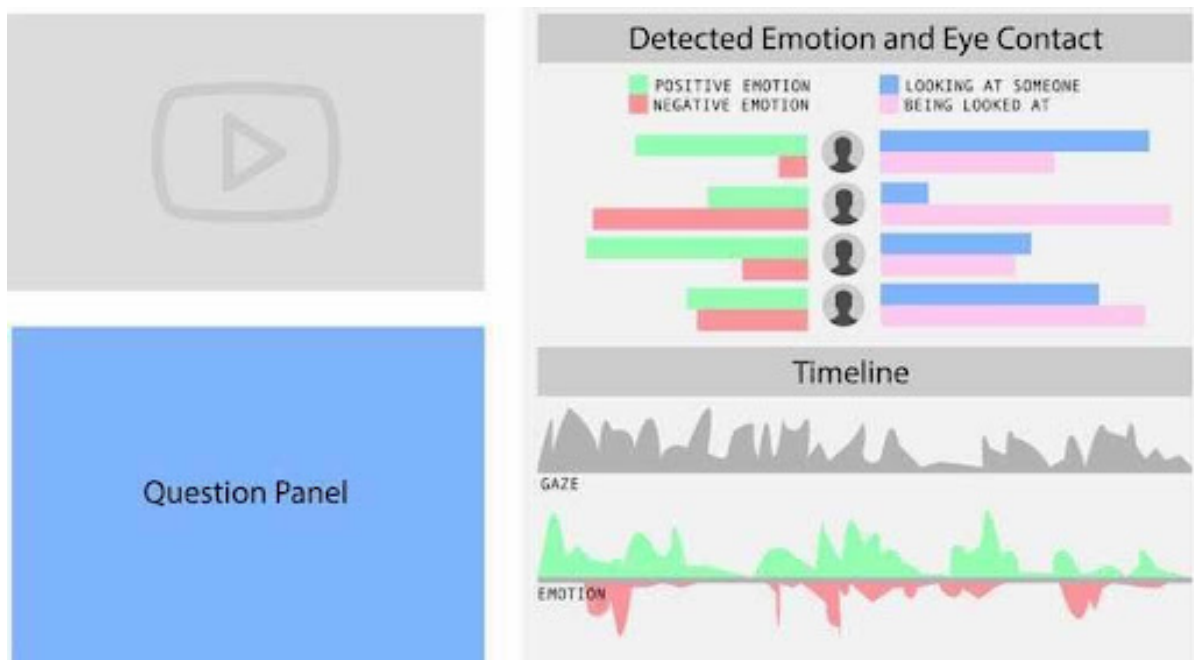 Detected Emotion and Eye Contact
POSITIVE EMOTION
NEGATIVE EMOTION
LOOKING AT SOMEONE
BEING LOOKED AT
Timeline
GAZE
EMOTION
Question Panel